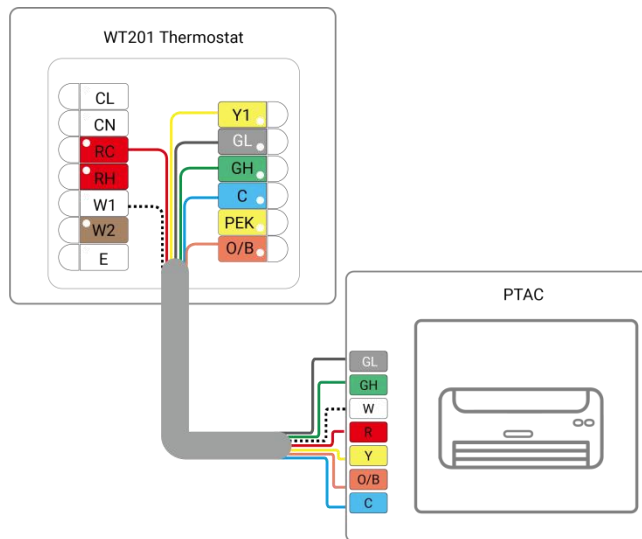 WT201 Thermostat
CL
CN
RC
RH
W1
W2
E
Y1
GL
GH
C
PEK
O/B
PTAC
GL
GH
W
R
Y
O/B
C